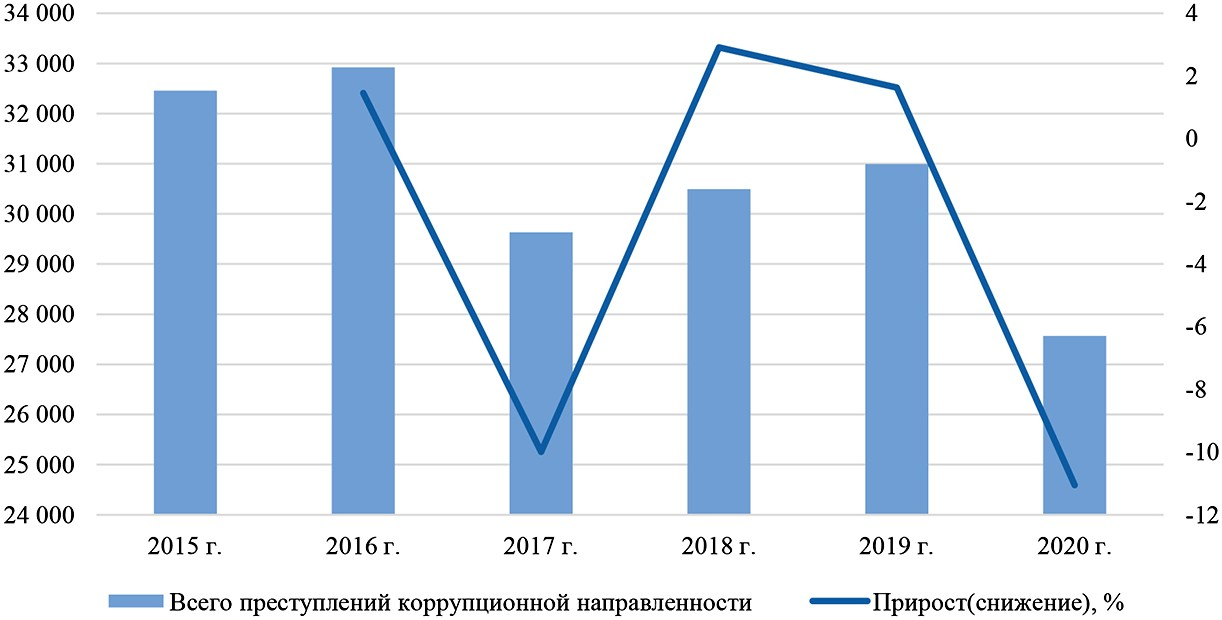 34 000
33 000
32 000
31 000
30 000
29 000
28 000
27 000
26 000
25 000
24 000
4
2
0
-2
-4
-6
-8
-10
-12
2015 г.
2016 г.
2017 г.
2018 г.
2019 г.
2020 г.
Всего преступлений коррупционной направленности
Прирост(снижение), %